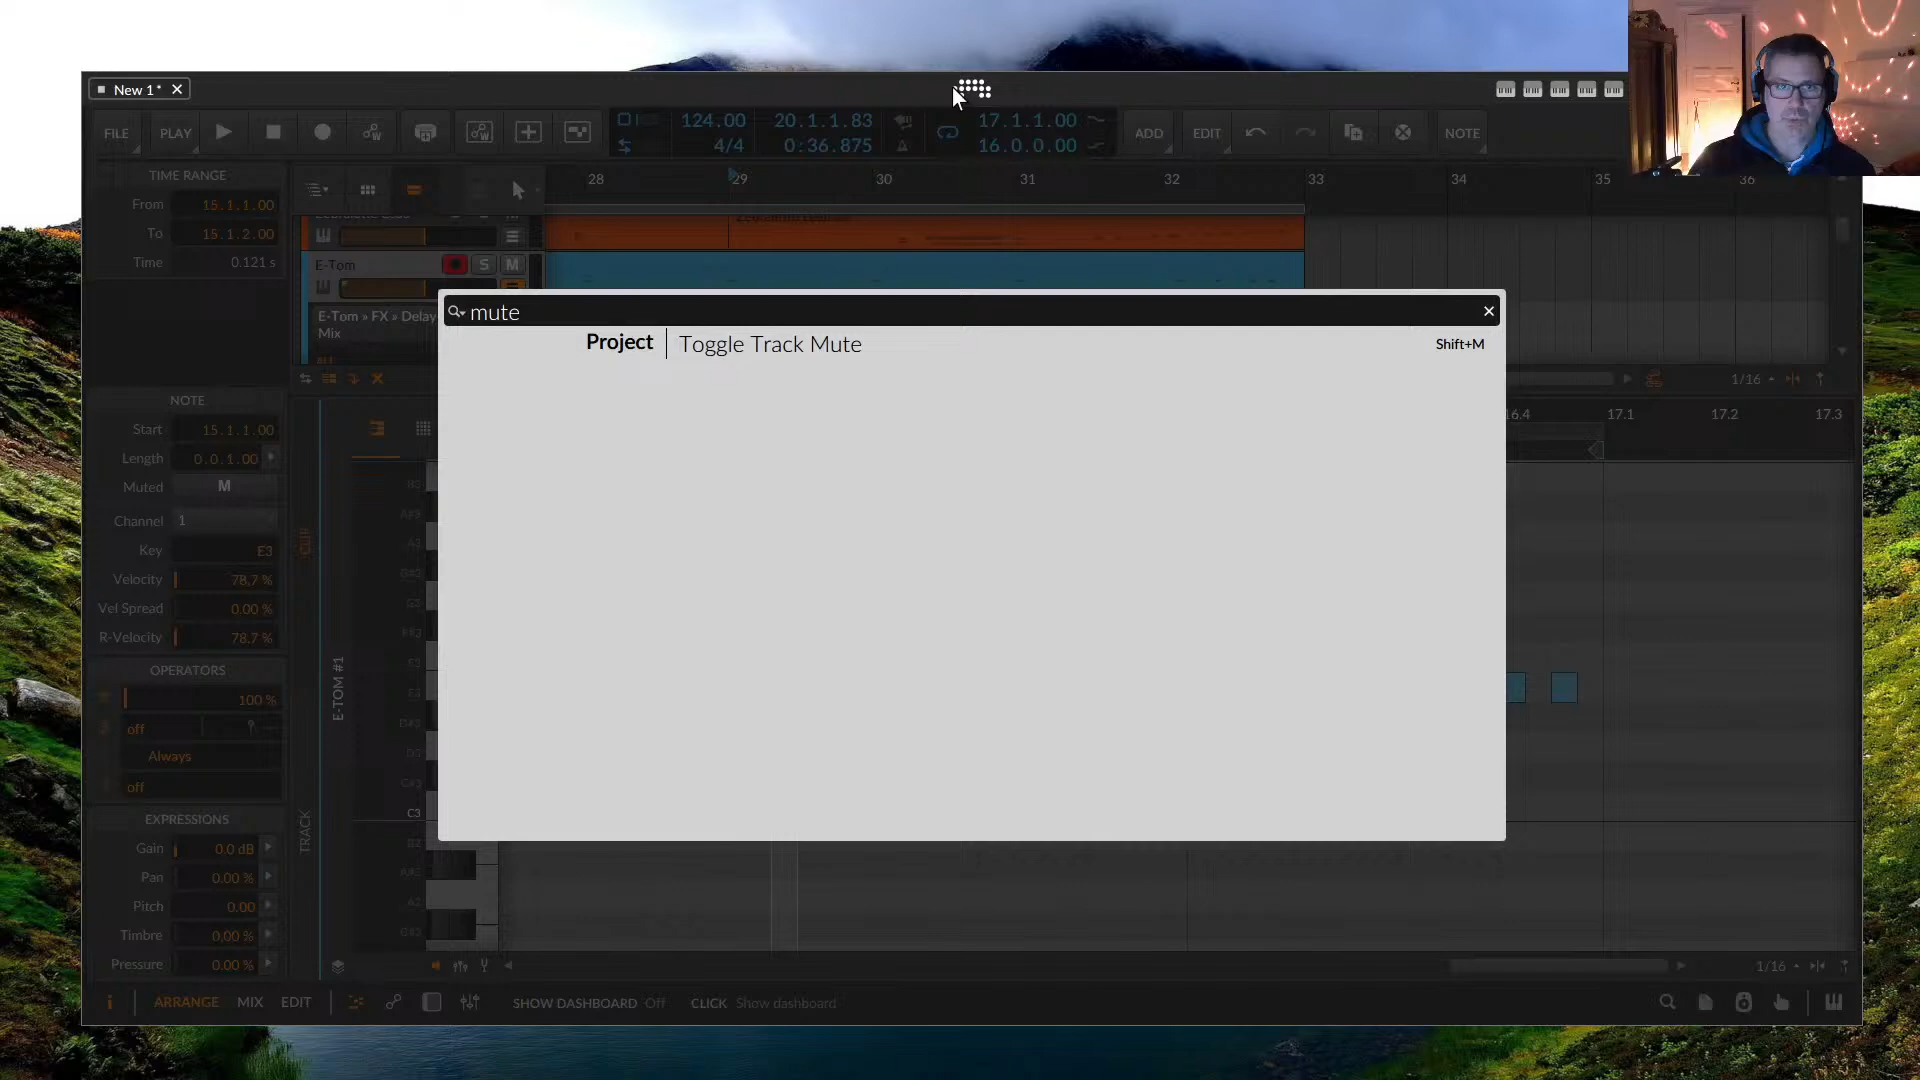 New 1*
FILE
PLAY
124.00
4/4
20.1.1.83
0:36.875
17.1.1.00
16.0.0.00
ADD
EDIT
NOTE
TIME RANGE
From 15.1.1.00
To 15.1.2.00
Time 0.121 s
28 29 30 31 32 33 34 35 36
E-Tom
S M
E-Tom » FX » Delay
Mix
mute
Project
Toggle Track Mute
Shift+M
1/16
16.4 17.1 17.2 17.3
NOTE
Start 15.1.1.00
Length 0.0.1.00
Muted M
Channel 1
Key E3
Velocity 78.7 %
Vel Spread 0.00 %
R-Velocity 78.7 %
OPERATORS
100 %
off
Always
off
EXPRESSIONS
Gain 0.0 dB
Pan 0.00 %
Pitch 0.00
Timbre 0.00 %
Pressure 0.00 %
CLIP
TRACK
E-TOM #1
C3
1/16
ARRANGE MIX EDIT
SHOW DASHBOARD Off
CLICK Show dashboard